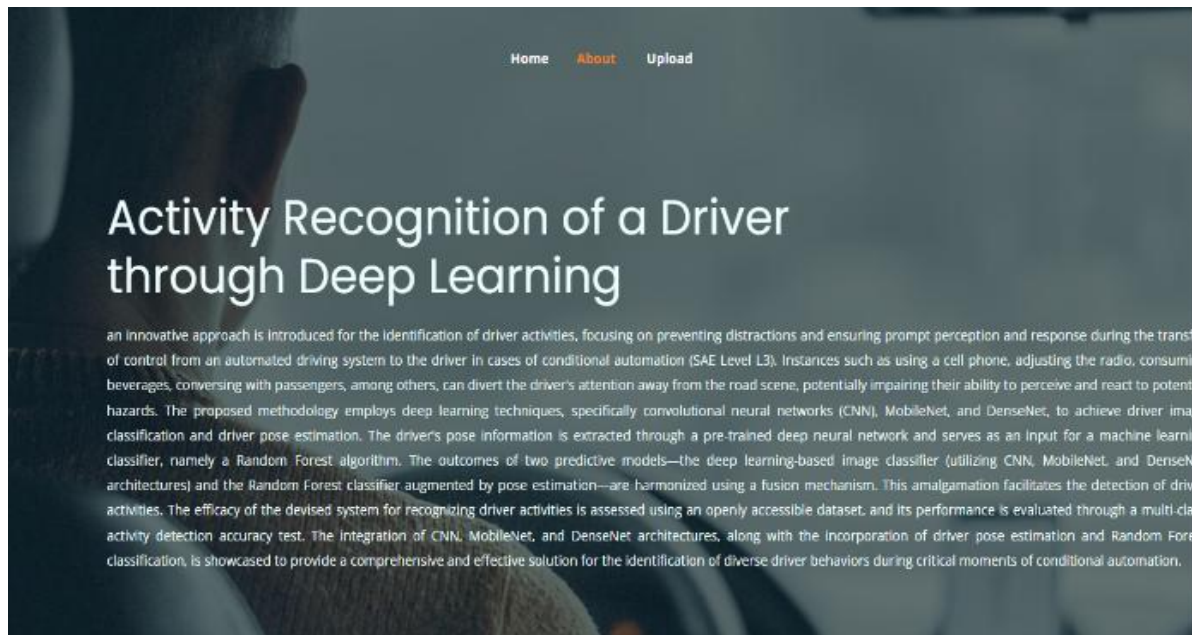 Home About Upload
Activity Recognition of a Driver
through Deep Learning
an innovative approach is introduced for the identification of driver activities, focusing on preventing distractions and ensuring prompt perception and response during the
of control from an automated driving system to the driver in cases of conditional automation (SAE Level L3). Instances such as using a cell phone, adjusting the radio,
beverages, conversing with passengers, among others, can divert the driver's attention away from the road scene, potentially impairing their ability to perceive and react to
hazards. The proposed methodology employs deep learning techniques, specifically convolutional neural networks (CNN), MobileNet, and DenseNet, to achieve driver
classification and driver pose estimation. The driver's pose information is extracted through a pre-trained deep neural network and serves as an input for a machine
classifier, namely a Random Forest algorithm. The outcomes of two predictive models—the deep learning-based image classifier (utilizing CNN, MobileNet, and
architectures) and the Random Forest classifier augmented by pose estimation—are harmonized using a fusion mechanism. This amalgamation facilitates the detection of
activities. The efficacy of the devised system for recognizing driver activities is assessed using an openly accessible dataset, and its performance is evaluated through a
activity detection accuracy test. The integration of CNN, MobileNet, and DenseNet architectures, along with the incorporation of driver pose estimation and Random
classification, is showcased to provide a comprehensive and effective solution for the identification of diverse driver behaviors during critical moments of conditional automation.